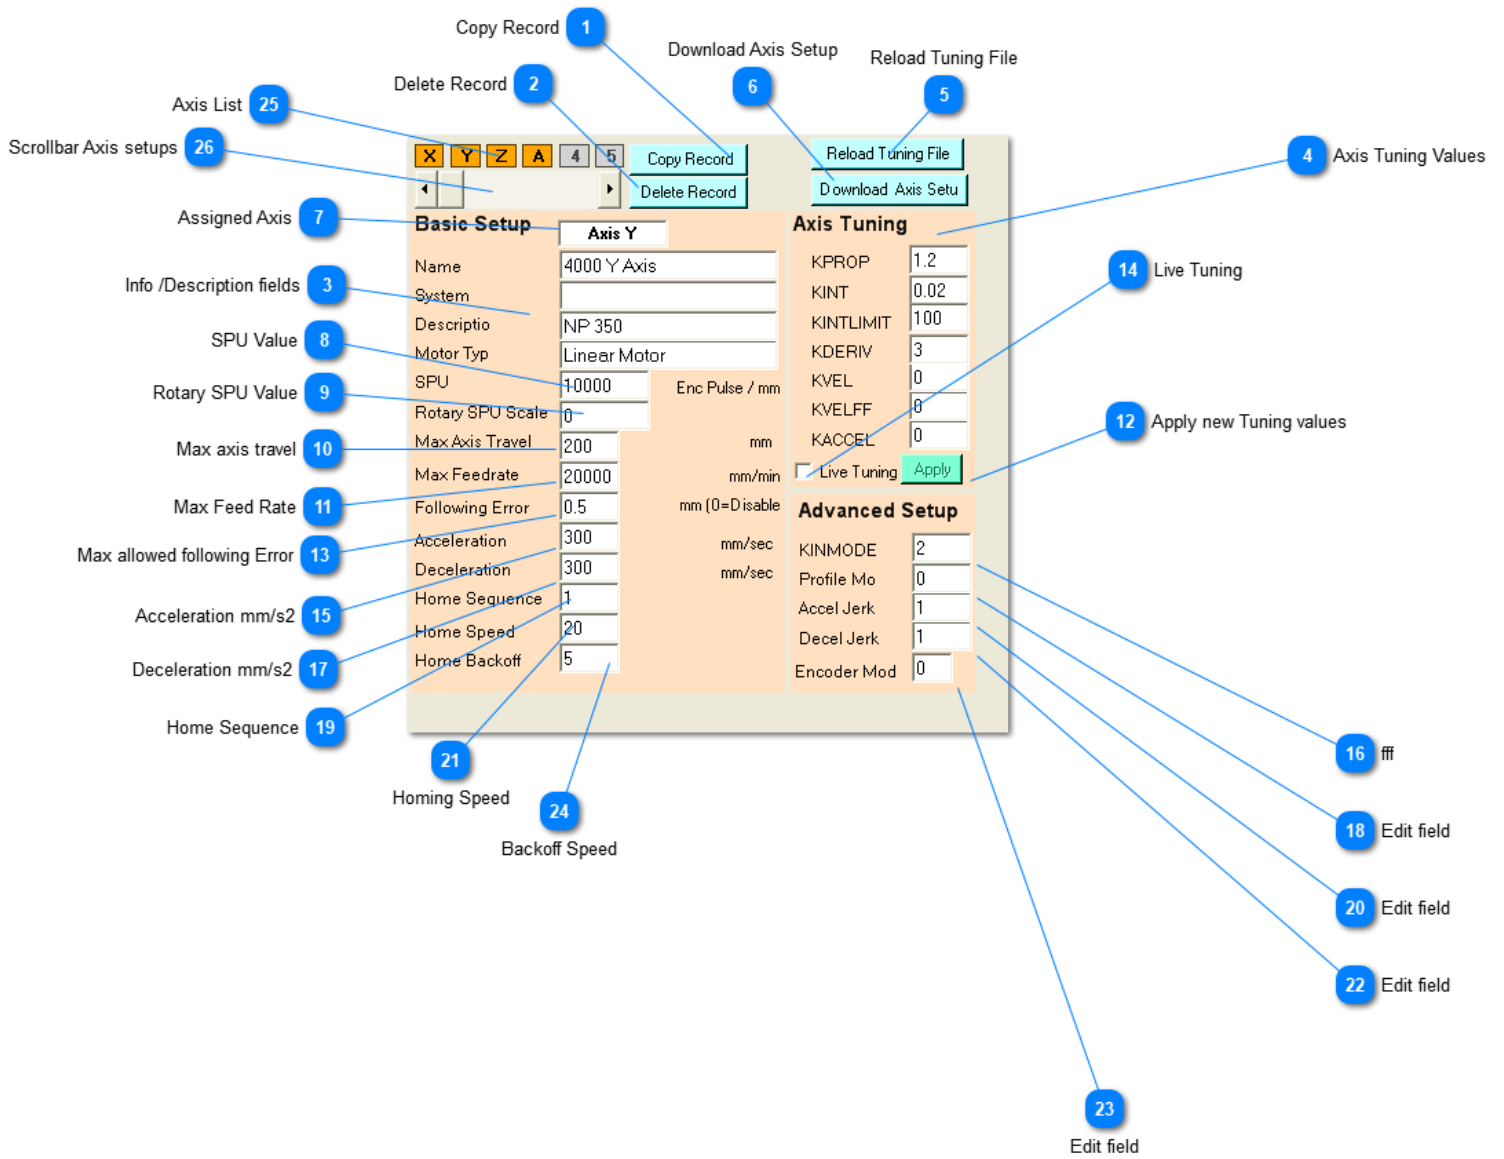 Copy Record 1
Download Axis Setup
6
Reload Tuning File
5
Delete Record 2
Axis List 25
Scrollbar Axis setups 26
4 Axis Tuning Values
X Y Z A 4 5
Copy Record
Delete Record
Reload Tuning File
Download Axis Setu
Assigned Axis 7
Info /Description fields 3
SPU Value 8
Rotary SPU Value 9
Max axis travel 10
Max Feed Rate 11
Max allowed following Error 13
Acceleration mm/s2 15
Deceleration mm/s2 17
Home Sequence 19
Basic Setup Axis Y
Name 4000 Y Axis
System
Descriptio NP 350
Motor Typ Linear Motor
SPU 10000 Enc Pulse / mm
Rotary SPU Scale 0
Max Axis Travel 200 mm
Max Feedrate 20000 mm/min
Following Error 0.5 mm (0=Disable
Acceleration 300 mm/sec
Deceleration 300 mm/sec
Home Sequence 1
Home Speed 20
Home Backoff 5
Axis Tuning
KPROP 1.2
KINT 0.02
KINTLIMIT 100
KDERIV 3
KVEL 0
KVELFF 0
KACCEL 0
Live Tuning Apply
Advanced Setup
KINMODE 2
Profile Mo 0
Accel Jerk 1
Decel Jerk 1
Encoder Mod 0
14 Live Tuning
12 Apply new Tuning values
16 fff
18 Edit field
20 Edit field
22 Edit field
21
Homing Speed
24
Backoff Speed
23
Edit field